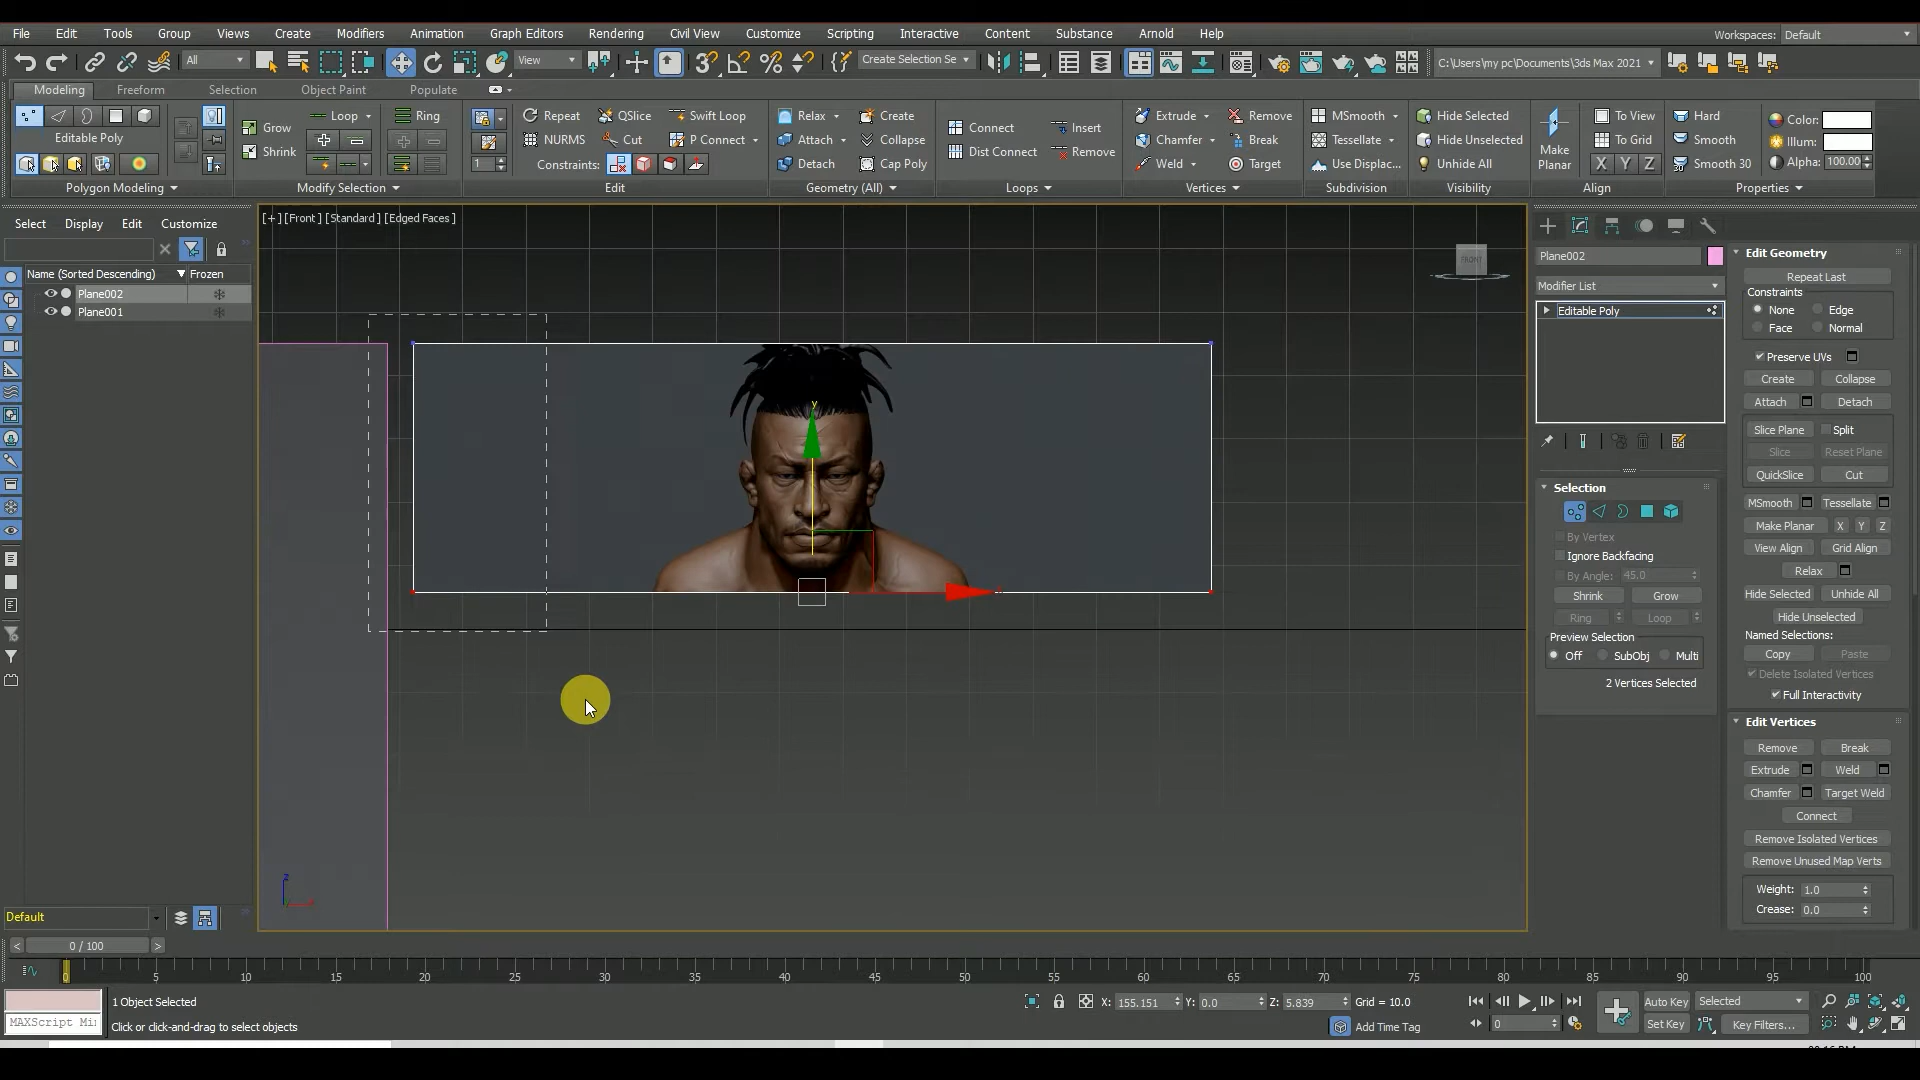 File Edit Tools Group Views Create Modifiers Animation Graph Editors Rendering Civil View Customize Scripting Interactive Content Substance Arnold Help
Workspaces: Default
All View Create Selection Se C:\Users\my pc\Documents\3ds Max 2021
Modeling Freeform Selection Object Paint Populate
Editable Poly
Grow Loop Ring
Shrink
Repeat QSlice Swift Loop
NURMS Cut P Connect
1 Constraints:
Relax Create
Attach Collapse
Detach Cap Poly
Connect Insert
Dist Connect Remove
Extrude Remove
Chamfer Break
Weld Target
MSmooth
Tessellate
Use Displac...
Hide Selected
Hide Unselected
Unhide All
Make Planar
To View
To Grid
X Y Z
Hard
Smooth
Smooth 30
Color:
Illum:
Alpha: 100.00
Polygon Modeling Modify Selection Edit Geometry (All) Loops Vertices Subdivision Visibility Align Properties
Select Display Edit Customize
Name (Sorted Descending) Frozen
Plane002
Plane001
[+] [Front] [Standard] [Edged Faces]
FRONT
y
z
Plane002
Modifier List
Editable Poly
Selection
By Vertex
Ignore Backfacing
By Angle: 45.0
Shrink Grow
Ring Loop
Preview Selection
Off SubObj Multi
2 Vertices Selected
Edit Geometry
Repeat Last
Constraints
None Edge
Face Normal
Preserve UVs
Create Collapse
Attach Detach
Slice Plane Split
Slice Reset Plane
QuickSlice Cut
MSmooth Tessellate
Make Planar X Y Z
View Align Grid Align
Relax
Hide Selected Unhide All
Hide Unselected
Named Selections:
Copy Paste
Delete Isolated Vertices
Full Interactivity
Edit Vertices
Remove Break
Extrude Weld
Chamfer Target Weld
Connect
Remove Isolated Vertices
Remove Unused Map Verts
Weight: 1.0
Crease: 0.0
Default
< 0 / 100 >
0 5 10 15 20 25 30 35 40 45 50 55 60 65 70 75 80 85 90 95 100
1 Object Selected X: 155.151 Y: 0.0 Z: 5.839 Grid = 10.0 Auto Key Selected
MAXScript Mi Click or click-and-drag to select objects Add Time Tag 0 Set Key Key Filters...